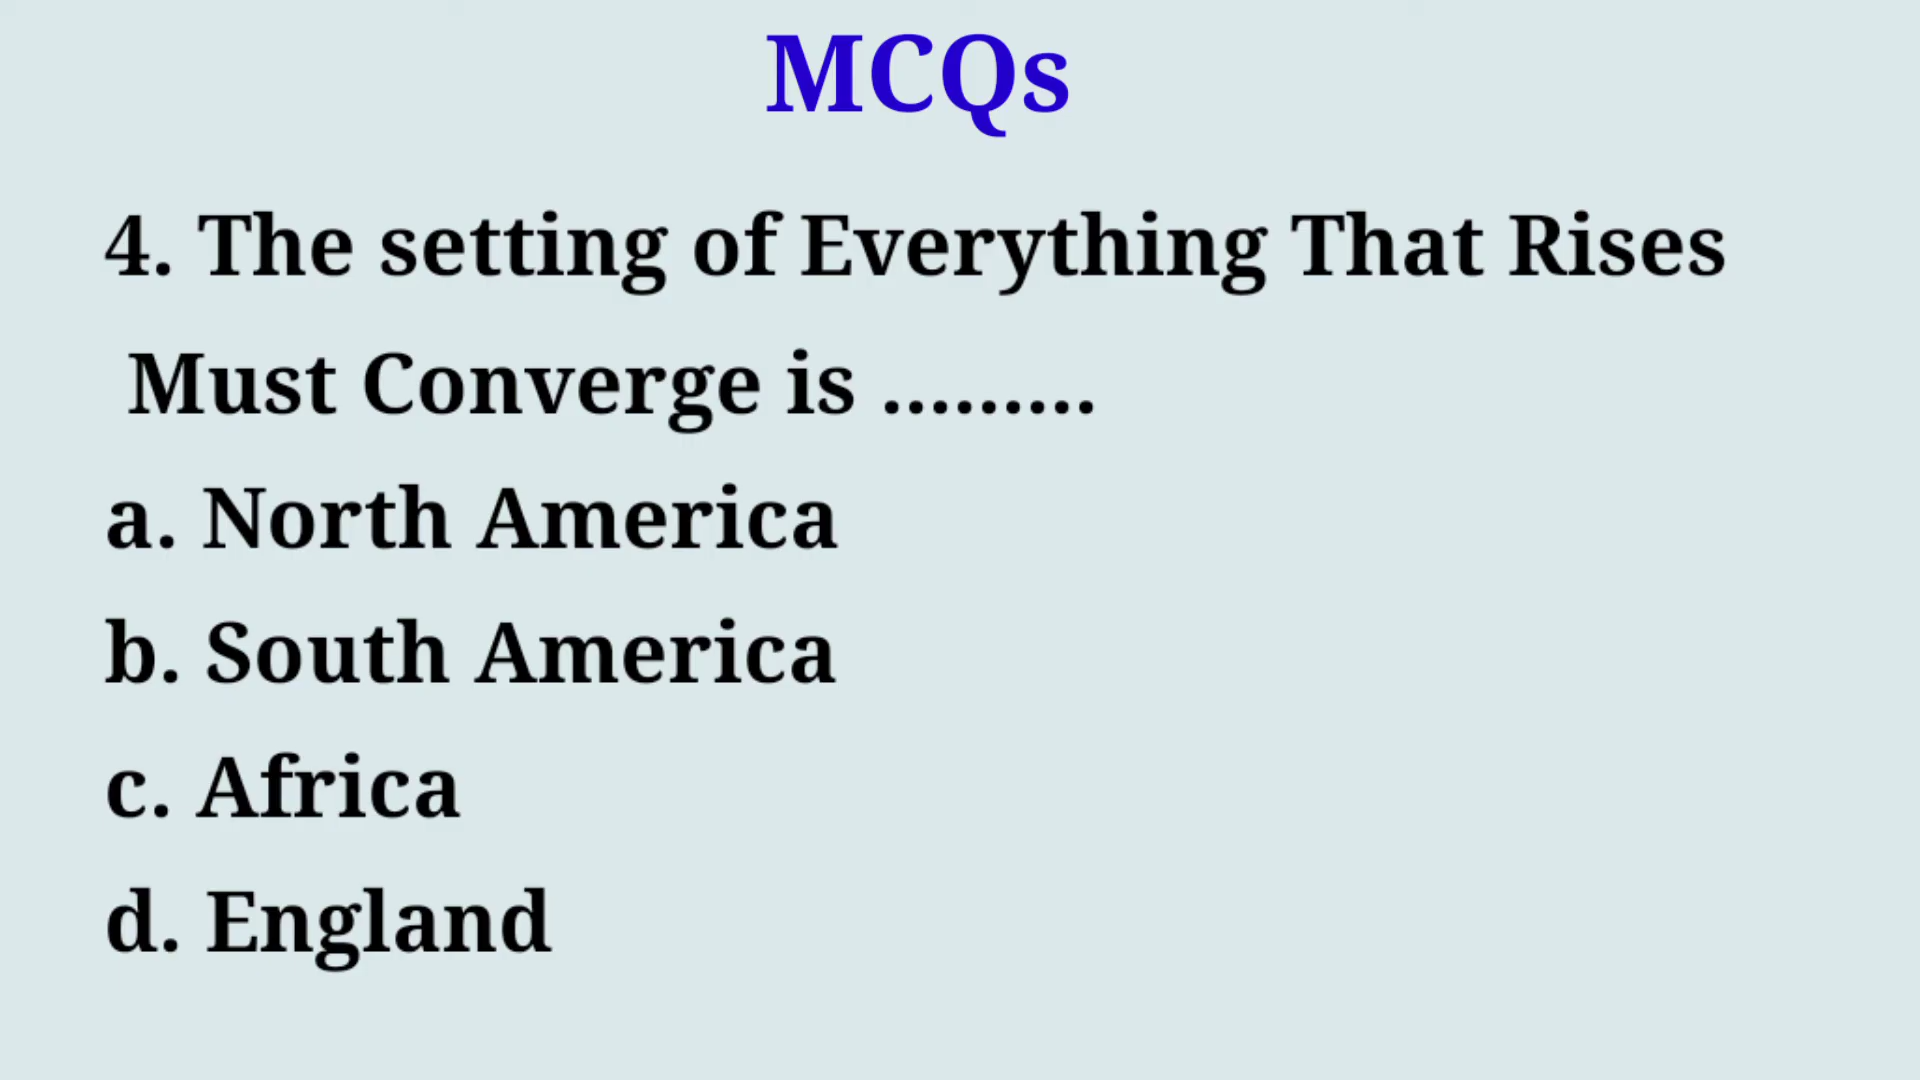 MCQs
4. The setting of Everything That Rises
Must Converge is .........
a. North America
b. South America
c. Africa
d. England